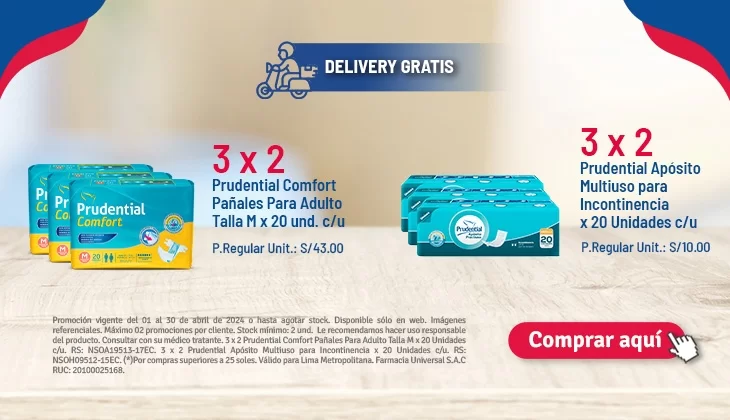 DELIVERY GRATIS
3 x 2
Prudential Comfort
Pañales Para Adulto
Talla M x 20 und. c/u
P.Regular Unit.: S/43.00
Prudential
Comfort
M
20
3 x 2
Prudential Apósito
Multiuso para
Incontinencia
x 20 Unidades c/u
P.Regular Unit.: S/10.00
Prudential
20
Promoción vigente del 01 al 30 de abril de 2024 o hasta agotar stock. Disponible sólo en web. Imágenes
referenciales. Máximo 02 promociones por cliente. Stock mínimo: 2 und. Le recomendamos hacer uso responsable
del producto. Consultar con su médico tratante. 3 x 2 Prudential Comfort Pañales Para Adulto Talla M x 20 Unidades
c/u. RS: NSOA19513-17EC. 3 x 2 Prudential Apósito Multiuso para Incontinencia x 20 Unidades c/u. RS:
NSOH09512-15EC. (*)Por compras superiores a 25 soles. Válido para Lima Metropolitana. Farmacia Universal S.A.C
RUC: 20100025168.
Comprar aquí